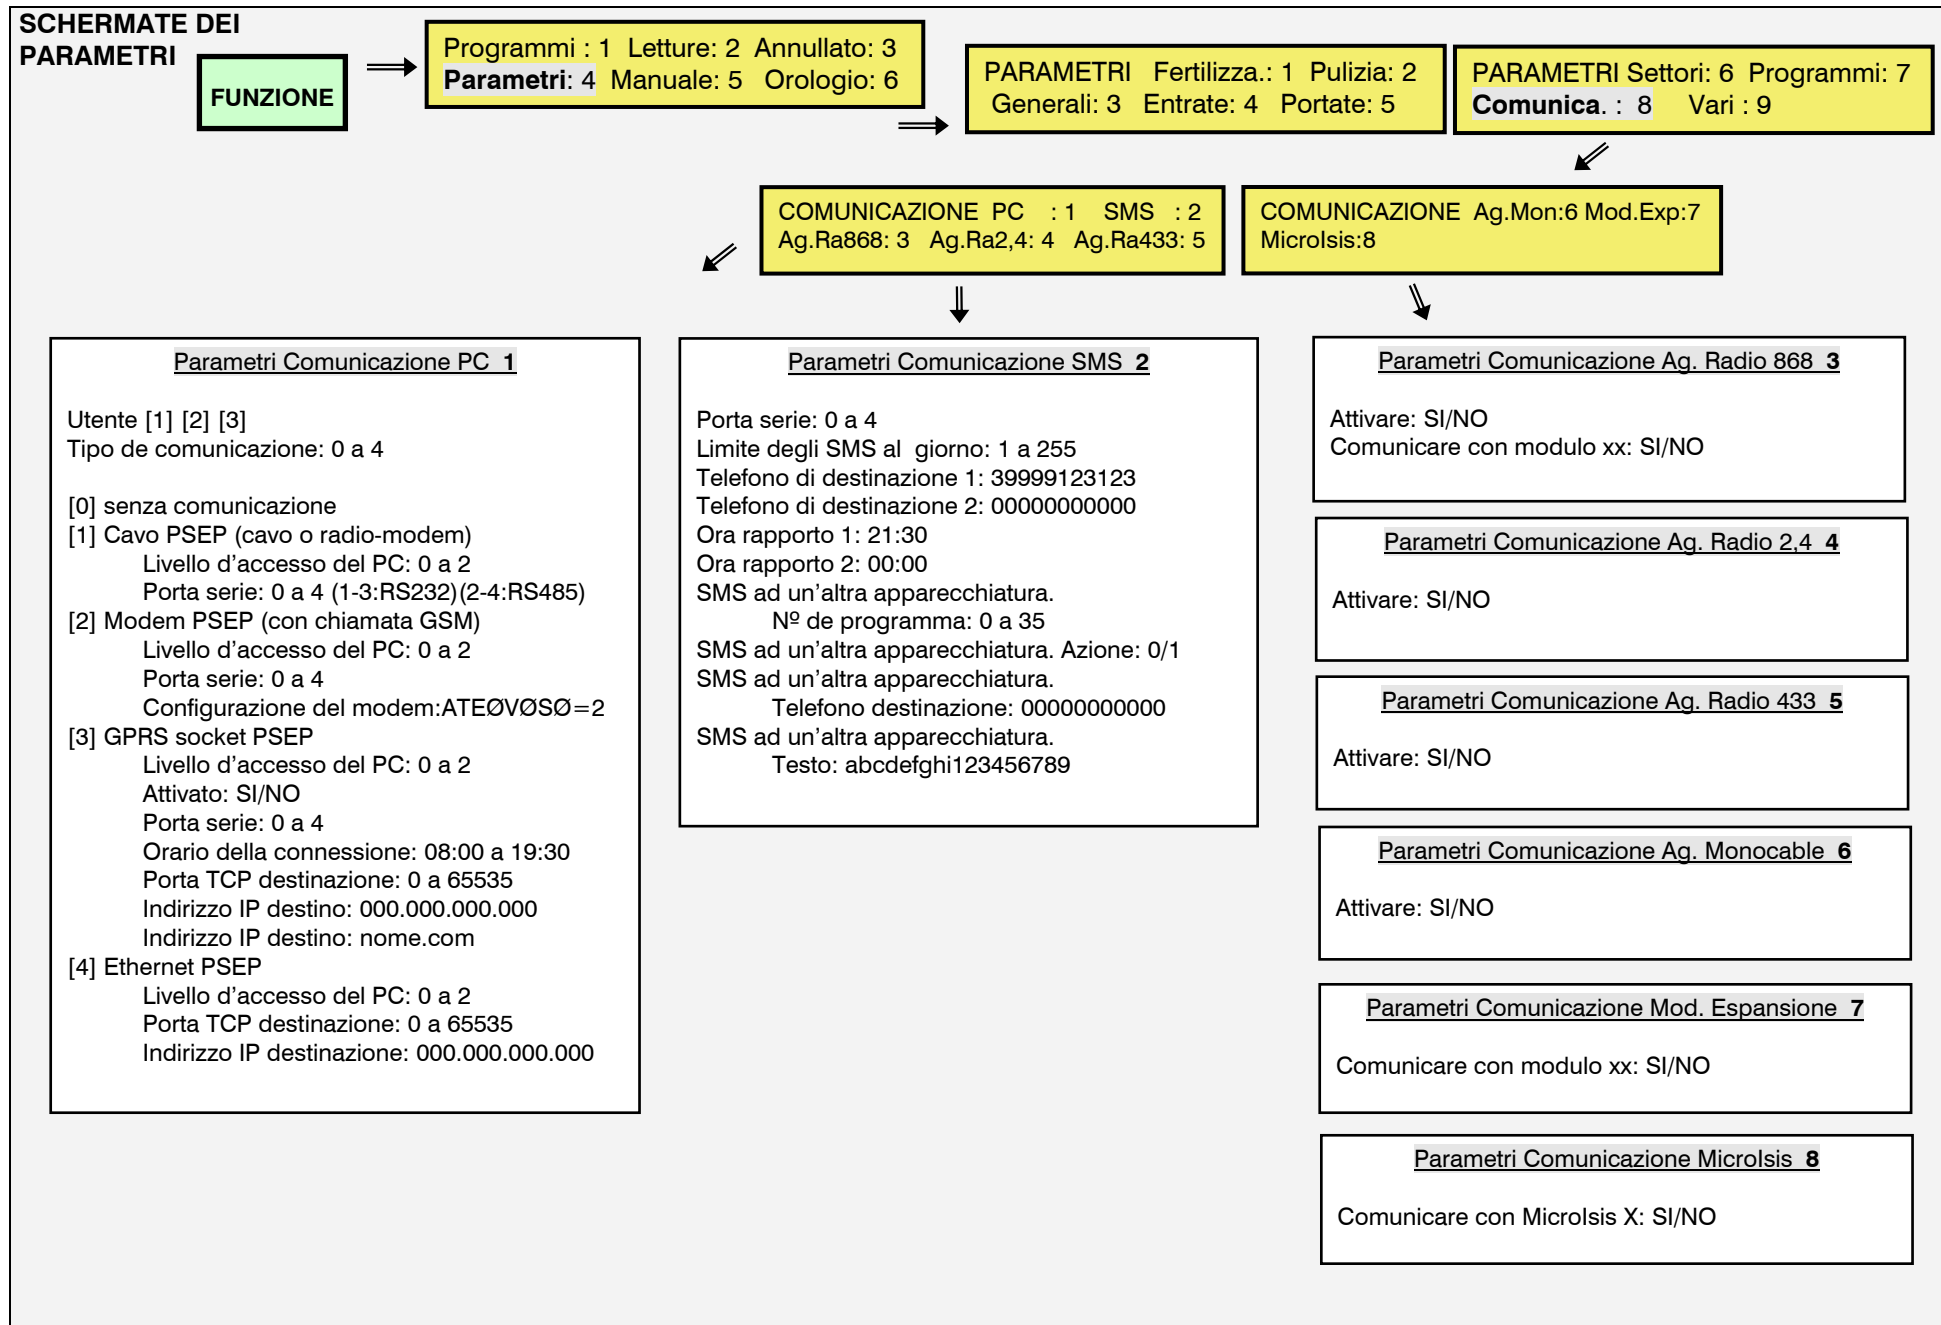 SCHERMATE DEI
PARAMETRI
FUNZIONE
Programmi : 1  Letture: 2  Annullato: 3
Parametri: 4  Manuale: 5  Orologio: 6
PARAMETRI  Fertilizza.: 1  Pulizia: 2
Generali: 3  Entrate: 4  Portate: 5
PARAMETRI Settori: 6  Programmi: 7
Comunica. :  8    Vari : 9
COMUNICAZIONE  PC   : 1   SMS   : 2
Ag.Ra868: 3  Ag.Ra2,4: 4  Ag.Ra433: 5
COMUNICAZIONE  Ag.Mon:6 Mod.Exp:7
MicroIsis:8
Parametri Comunicazione PC  1
Utente [1] [2] [3]
Tipo de comunicazione: 0 a 4
[0] senza comunicazione
[1] Cavo PSEP (cavo o radio-modem)
Livello d’accesso del PC: 0 a 2
Porta serie: 0 a 4 (1-3:RS232)(2-4:RS485)
[2] Modem PSEP (con chiamata GSM)
Livello d’accesso del PC: 0 a 2
Porta serie: 0 a 4
Configurazione del modem:ATEØVØSØ=2
[3] GPRS socket PSEP
Livello d’accesso del PC: 0 a 2
Attivato: SI/NO
Porta serie: 0 a 4
Orario della connessione: 08:00 a 19:30
Porta TCP destinazione: 0 a 65535
Indirizzo IP destino: 000.000.000.000
Indirizzo IP destino: nome.com
[4] Ethernet PSEP
Livello d’accesso del PC: 0 a 2
Porta TCP destinazione: 0 a 65535
Indirizzo IP destinazione: 000.000.000.000
Parametri Comunicazione SMS  2
Porta serie: 0 a 4
Limite degli SMS al  giorno: 1 a 255
Telefono di destinazione 1: 39999123123
Telefono di destinazione 2: 00000000000
Ora rapporto 1: 21:30
Ora rapporto 2: 00:00
SMS ad un’altra apparecchiatura.
Nº de programma: 0 a 35
SMS ad un’altra apparecchiatura. Azione: 0/1
SMS ad un’altra apparecchiatura.
Telefono destinazione: 00000000000
SMS ad un’altra apparecchiatura.
Testo: abcdefghi123456789
Parametri Comunicazione Ag. Radio 868  3
Attivare: SI/NO
Comunicare con modulo xx: SI/NO
Parametri Comunicazione Ag. Radio 2,4  4
Attivare: SI/NO
Parametri Comunicazione Ag. Radio 433  5
Attivare: SI/NO
Parametri Comunicazione Ag. Monocable  6
Attivare: SI/NO
Parametri Comunicazione Mod. Espansione  7
Comunicare con modulo xx: SI/NO
Parametri Comunicazione MicroIsis  8
Comunicare con MicroIsis X: SI/NO